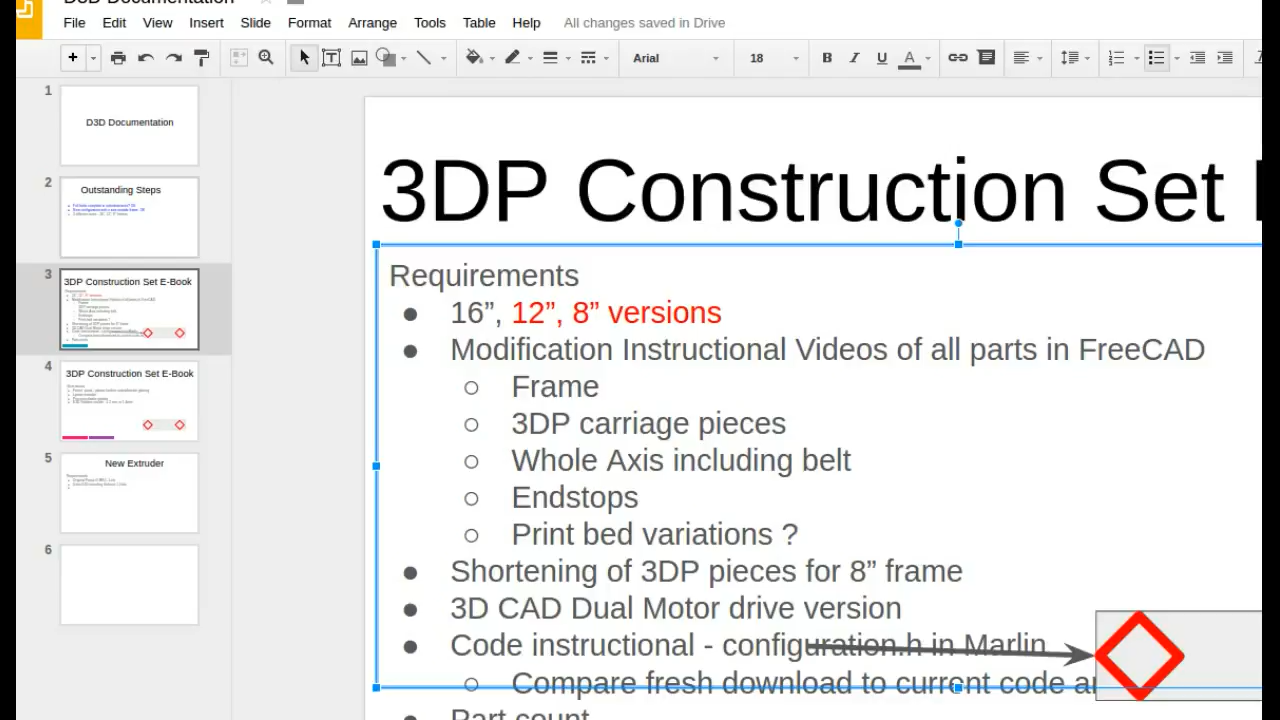 D3D Documentation
File Edit View Insert Slide Format Arrange Tools Table Help All changes saved in Drive
Arial 18 B I U A
1
D3D Documentation
2
Outstanding Steps
3
3DP Construction Set E-Book
4
3DP Construction Set E-Book
5
New Extruder
6
3DP Construction Set
Requirements
● 16”, 12”, 8” versions
● Modification Instructional Videos of all parts in FreeCAD
○ Frame
○ 3DP carriage pieces
○ Whole Axis including belt
○ Endstops
○ Print bed variations ?
● Shortening of 3DP pieces for 8” frame
● 3D CAD Dual Motor drive version
● Code instructional - configuration.h in Marlin
○ Compare fresh download to current code
● Part count